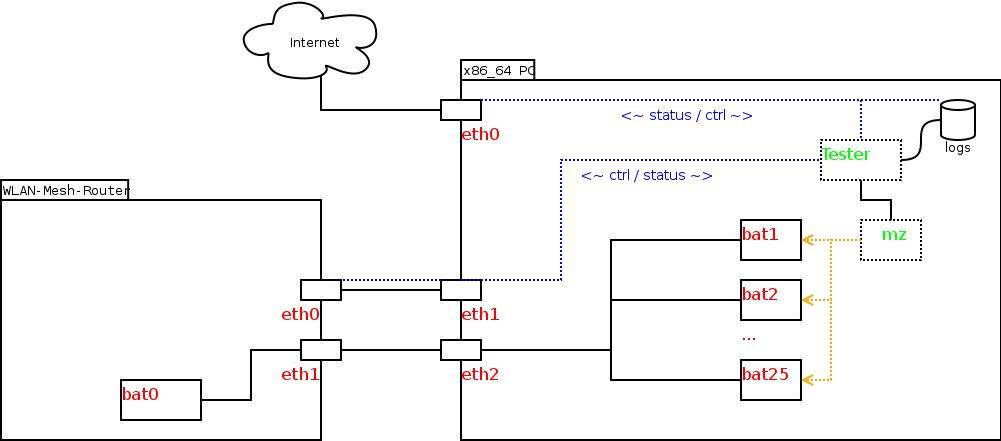 Internet
x86_64 PC
eth0
<~ status / ctrl ~>
logs
Tester
<~ ctrl / status ~>
WLAN-Mesh-Router
bat1
mz
bat2
eth0
eth1
...
eth1
eth2
bat25
bat0